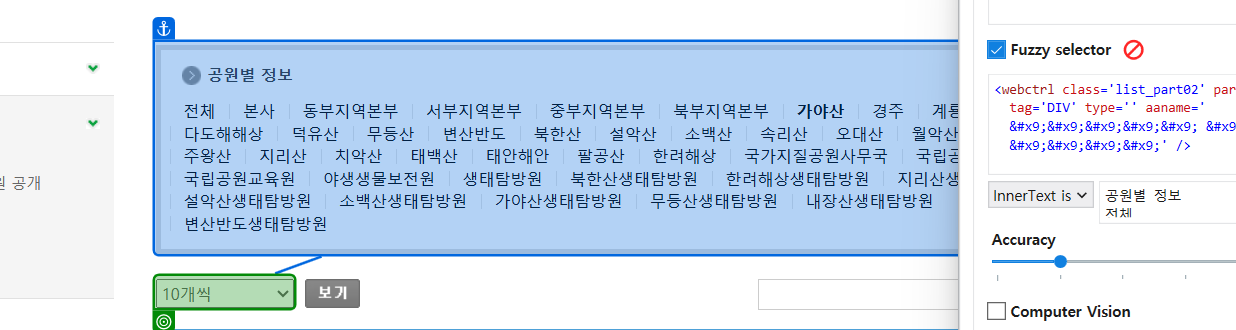 Fuzzy selector
공원별 정보
<webctrl class='list_part02'
tag='DIV' type='' aaname='
전체 본사 동부지역본부 서부지역본부 중부지역본부 북부지역본부 가야산 경주
&#x9;&#x9;&#x9;&#x9;&#x9;
다도해해상 덕유산 무등산 변산반도 북한산 설악산 소백산 속리산 오대산 월악산
&#x9;&#x9;&#x9;&#x9;' />
주왕산 지리산 치악산 태백산 태안해안 팔공산 한려해상 국가지질공원사무국
원 공개
국립공원교육원 야생생물보전원 생태탐방원 북한산생태탐방원 한려해상생태탐방원
설악산생태탐방원 소백산생태탐방원 가야산생태탐방원 무등산생태탐방원 내장산생태탐방원
InnerText is
공원별 정보
전체
변산반도생태탐방원
Accuracy
10개씩
보기
Computer Vision